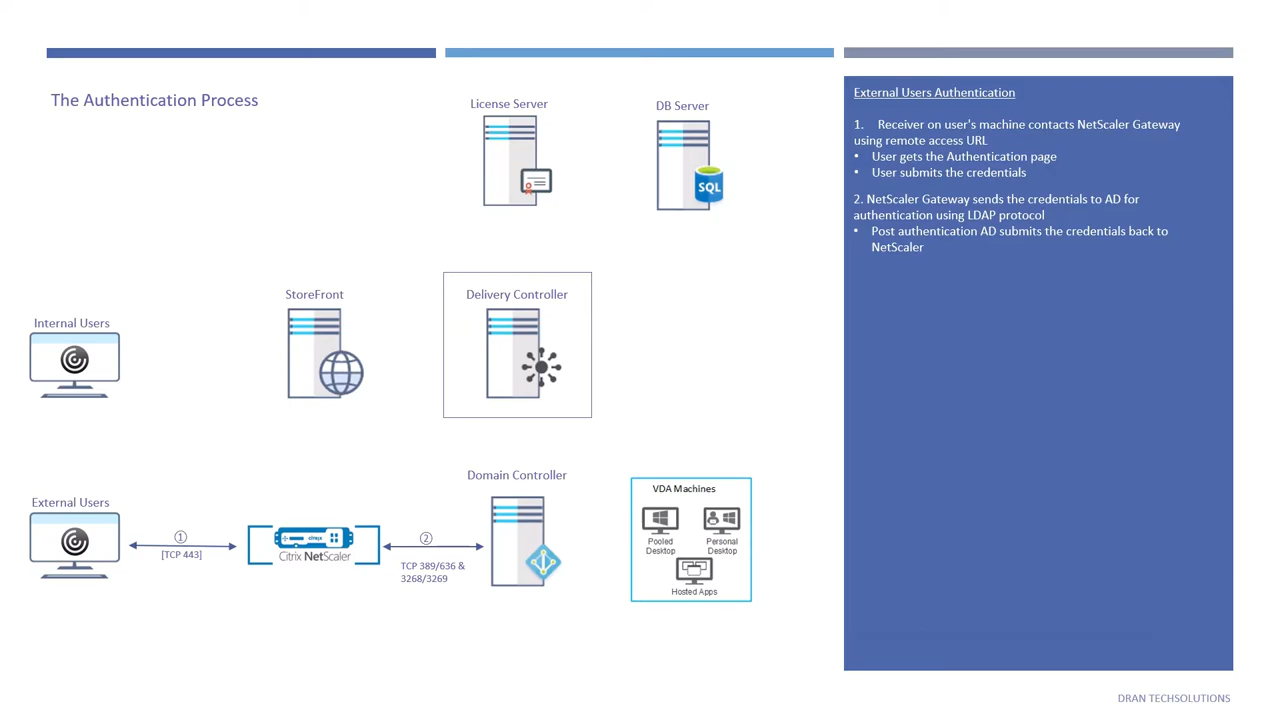 The Authentication Process
License Server
DB Server
SQL
StoreFront
Delivery Controller
Internal Users
Domain Controller
External Users
①
[TCP 443]
citrix
Citrix NetScaler
②
TCP 389/636 &
3268/3269
VDA Machines
Pooled
Desktop
Personal
Desktop
Hosted Apps
External Users Authentication
1. Receiver on user's machine contacts NetScaler Gateway
using remote access URL
• User gets the Authentication page
• User submits the credentials
2. NetScaler Gateway sends the credentials to AD for
authentication using LDAP protocol
• Post authentication AD submits the credentials back to
NetScaler
DRAN TECHSOLUTIONS